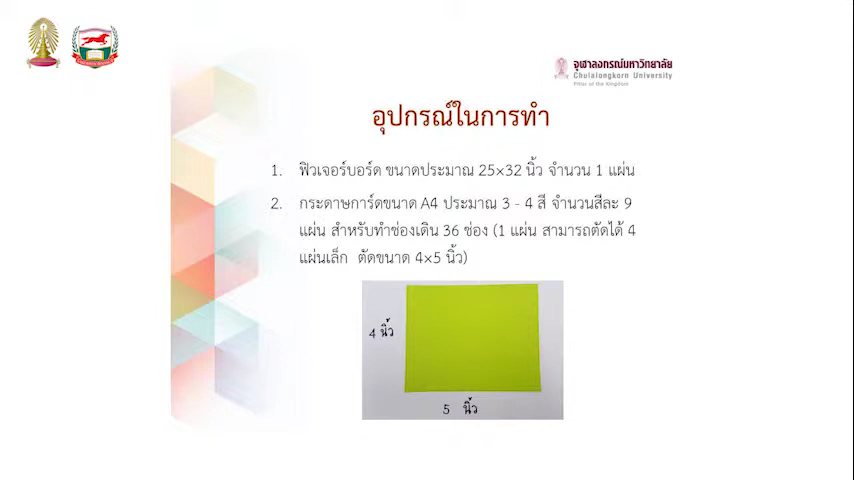 จุฬาลงกรณ์มหาวิทยาลัย
Chulalongkorn University
Pillar of the Kingdom
อุปกรณ์ในการทำ
1. ฟิวเจอร์บอร์ด ขนาดประมาณ 25×32 นิ้ว จำนวน 1 แผ่น
2. กระดาษการ์ดขนาด A4 ประมาณ 3 - 4 สี จำนวนสีละ 9
แผ่น สำหรับทำช่องเดิน 36 ช่อง (1 แผ่น สามารถตัดได้ 4
แผ่นเล็ก ตัดขนาด 4×5 นิ้ว)
4 นิ้ว
5 นิ้ว